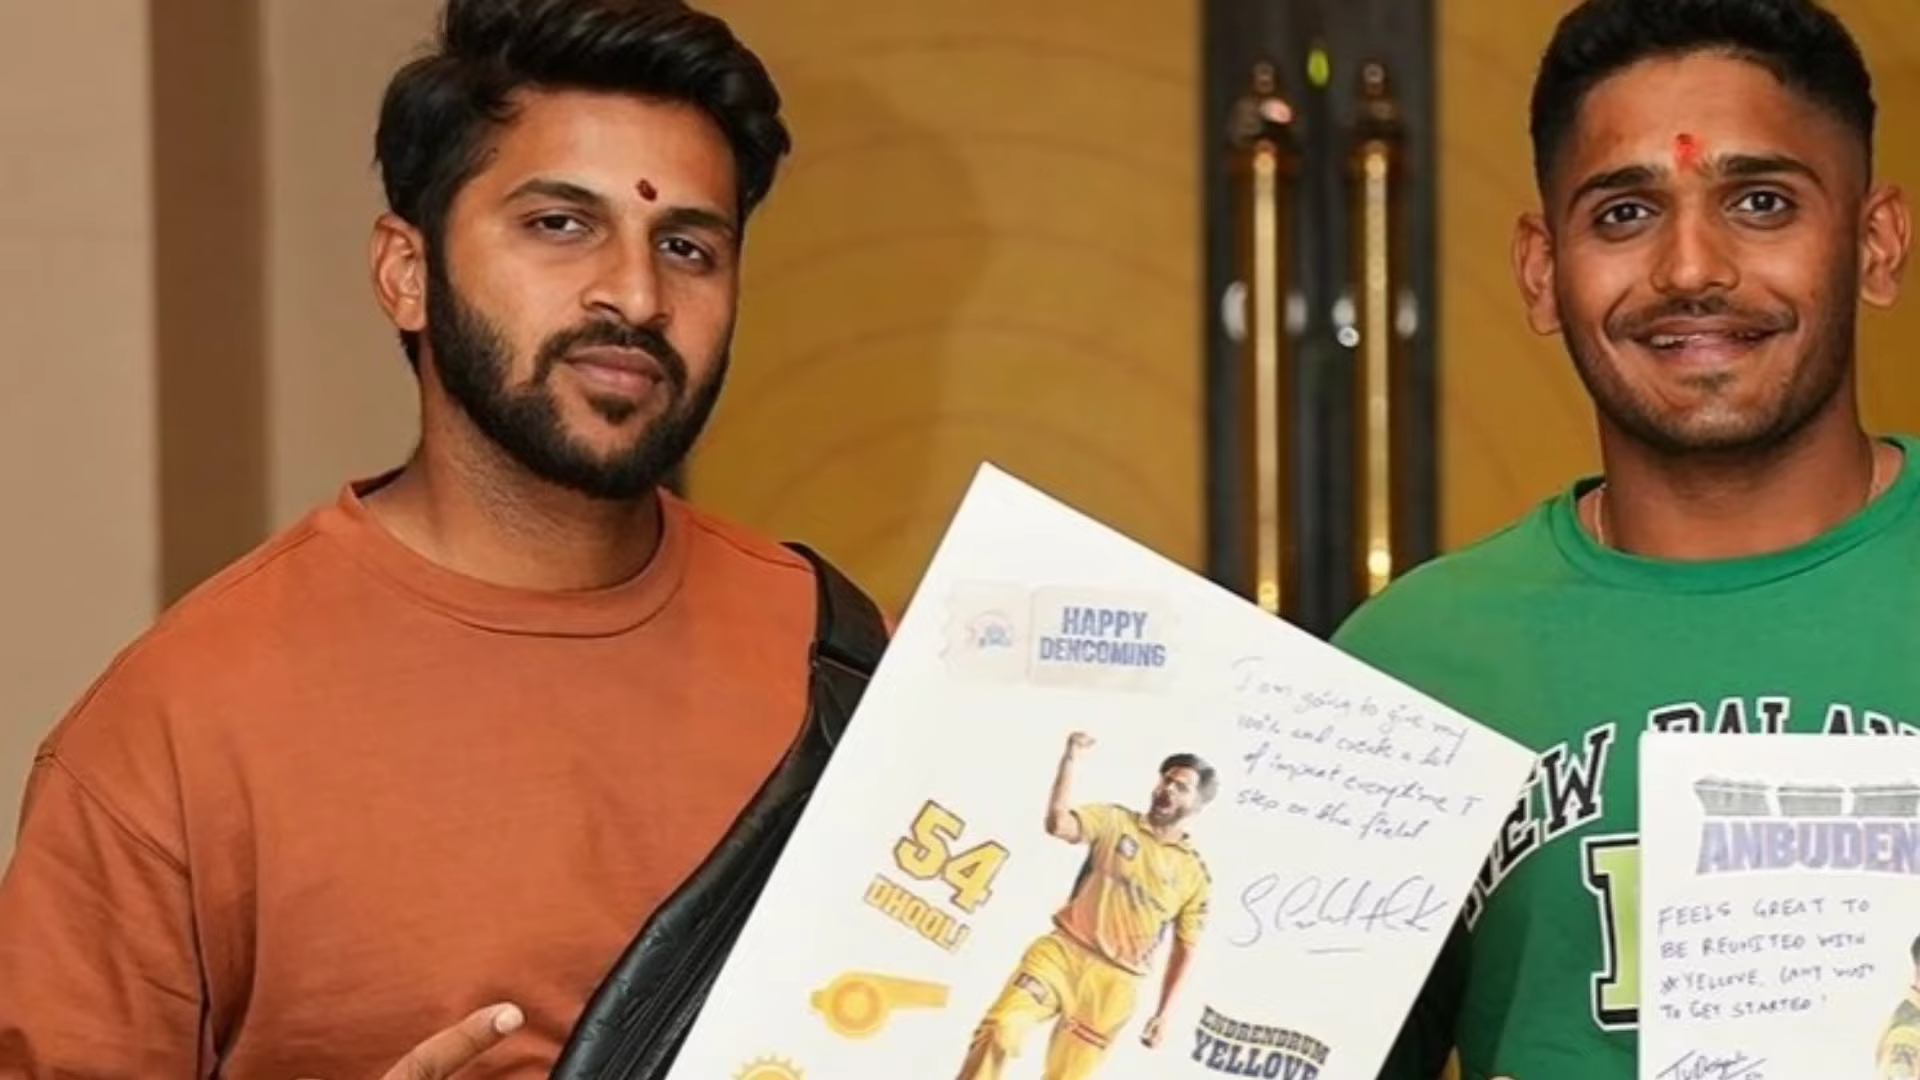 HAPPY
DENCOMING
I am going to give my
100% and create a lot
of impact everytime I
step on the field
54
DHOOL!
ENDRENDRUM
YELLOVE
NEW BALAN
ANBUDEN
FEELS GREAT TO
BE REUNITED WITH
#YELLOVE. CANT WAIT
TO GET STARTED!